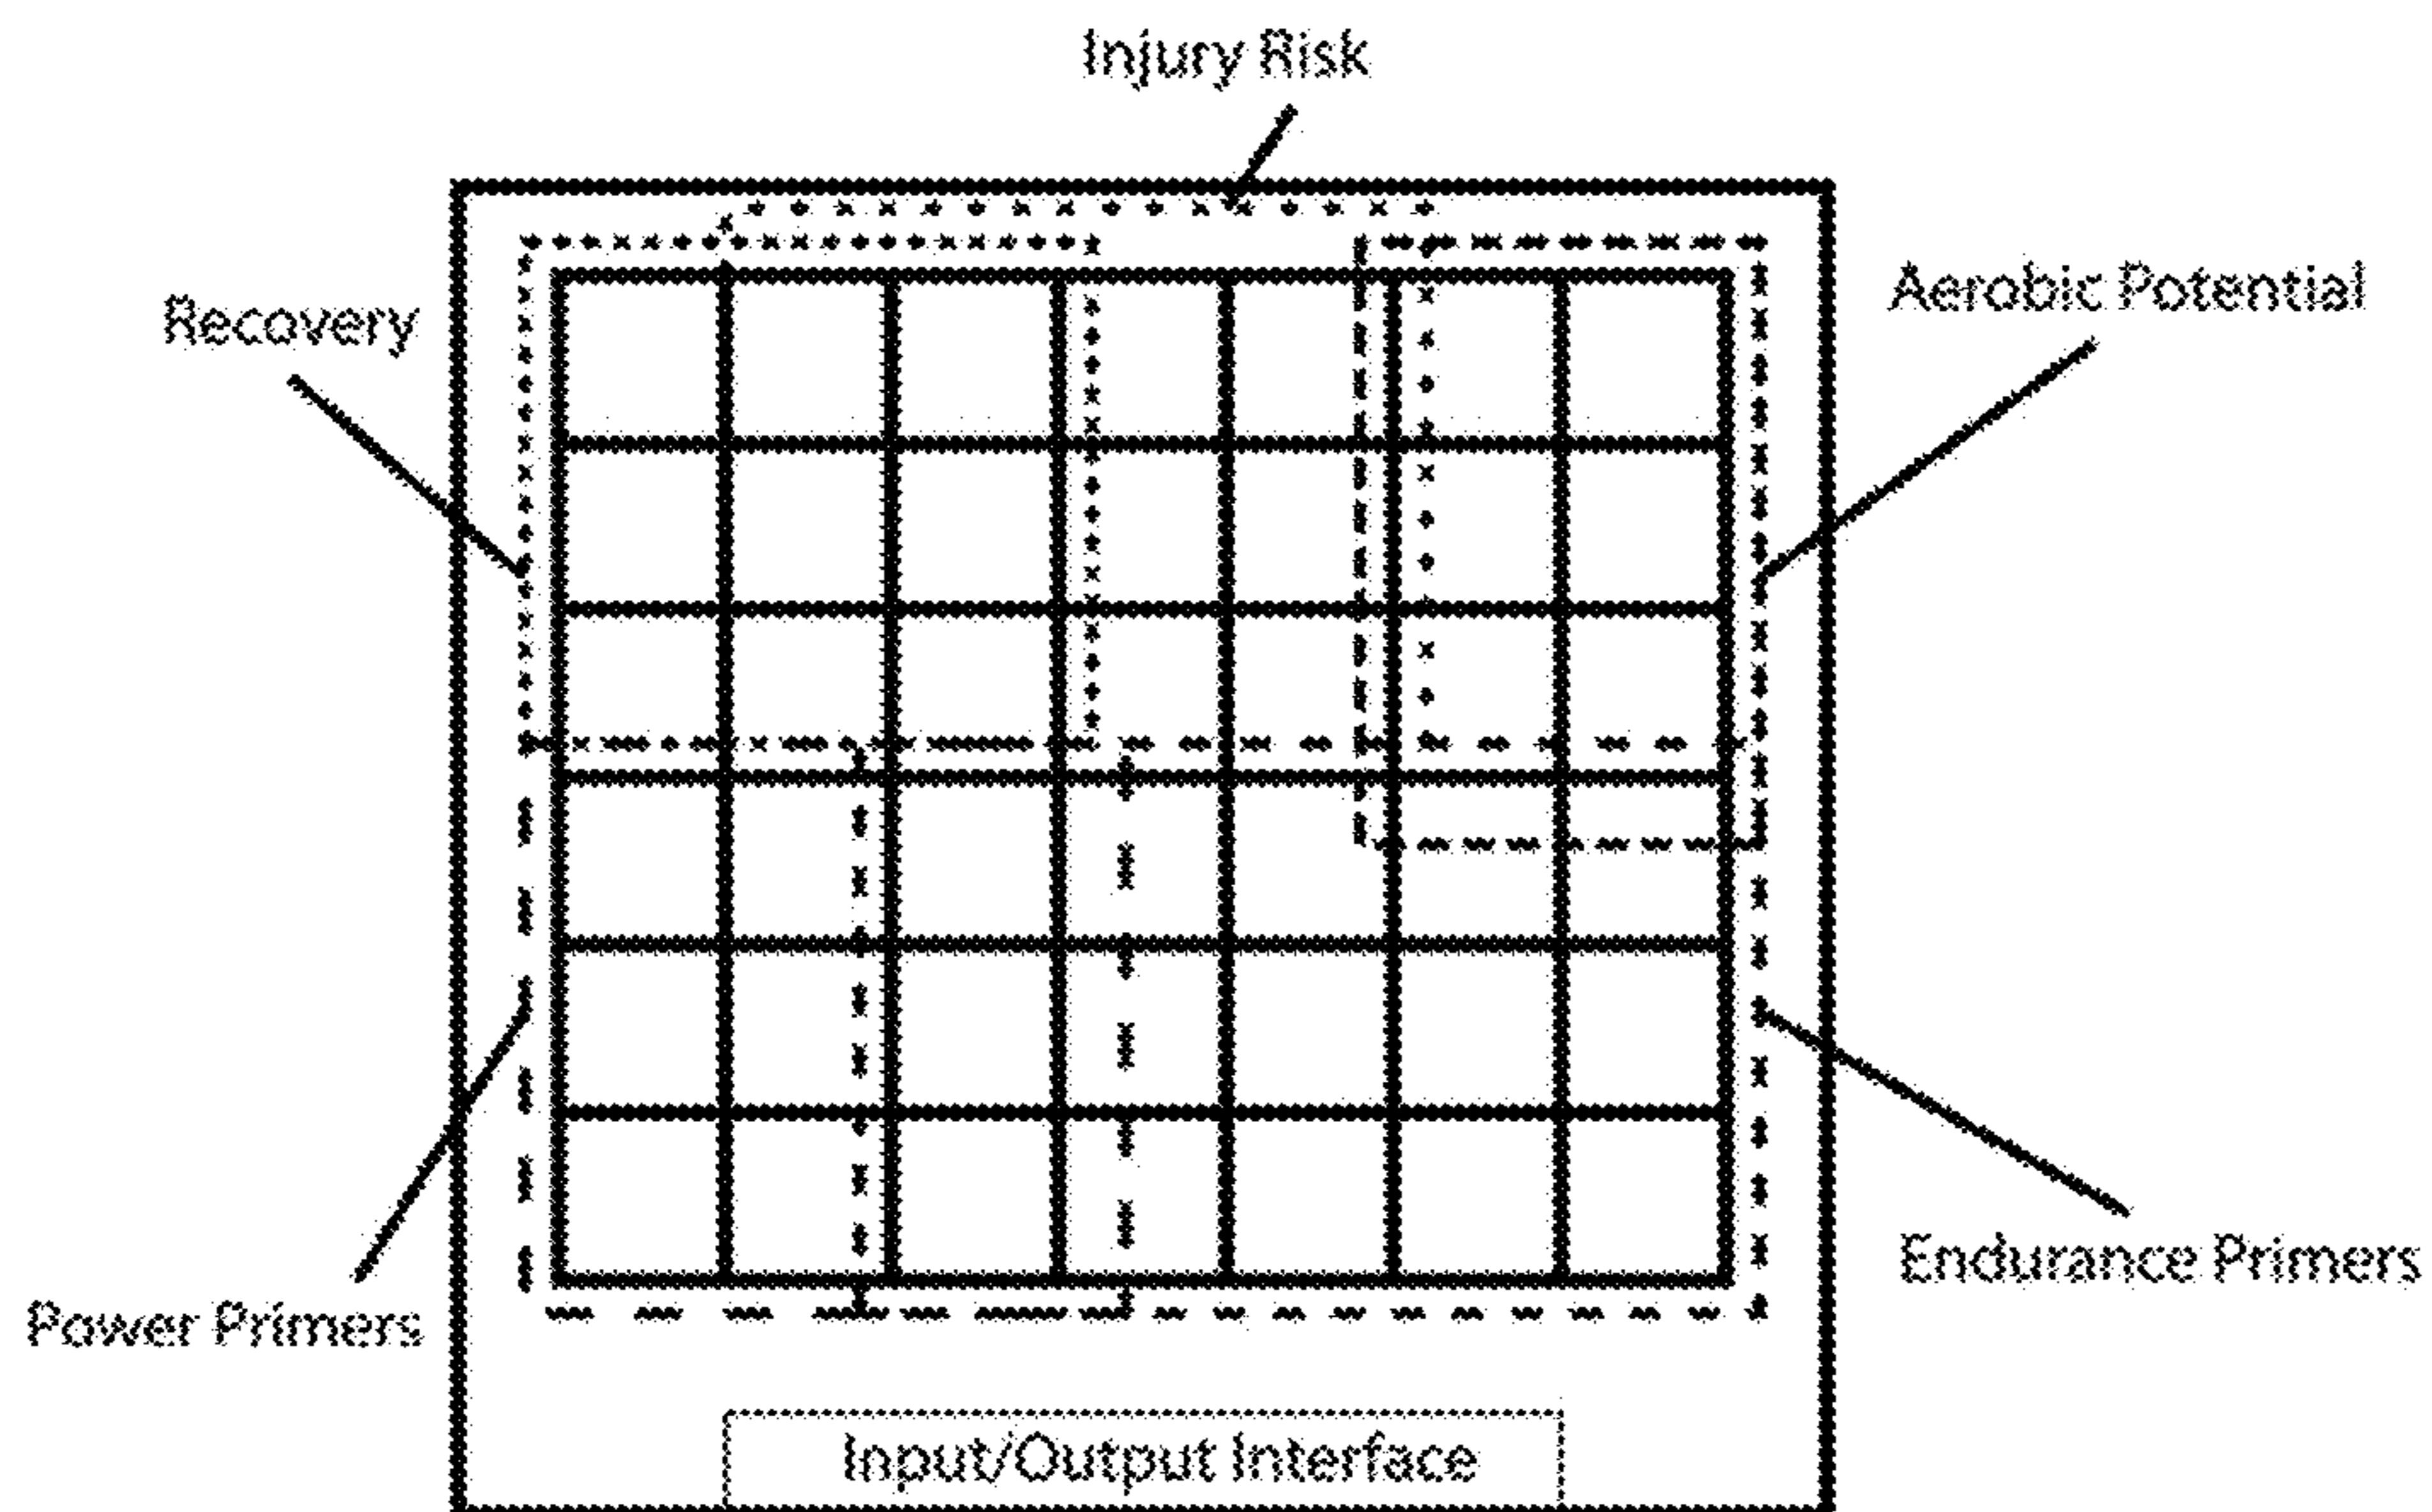 Injury Risk
Recovery
Aerobic Potential
Power Primers
Endurance Primers
Input/Output Interface